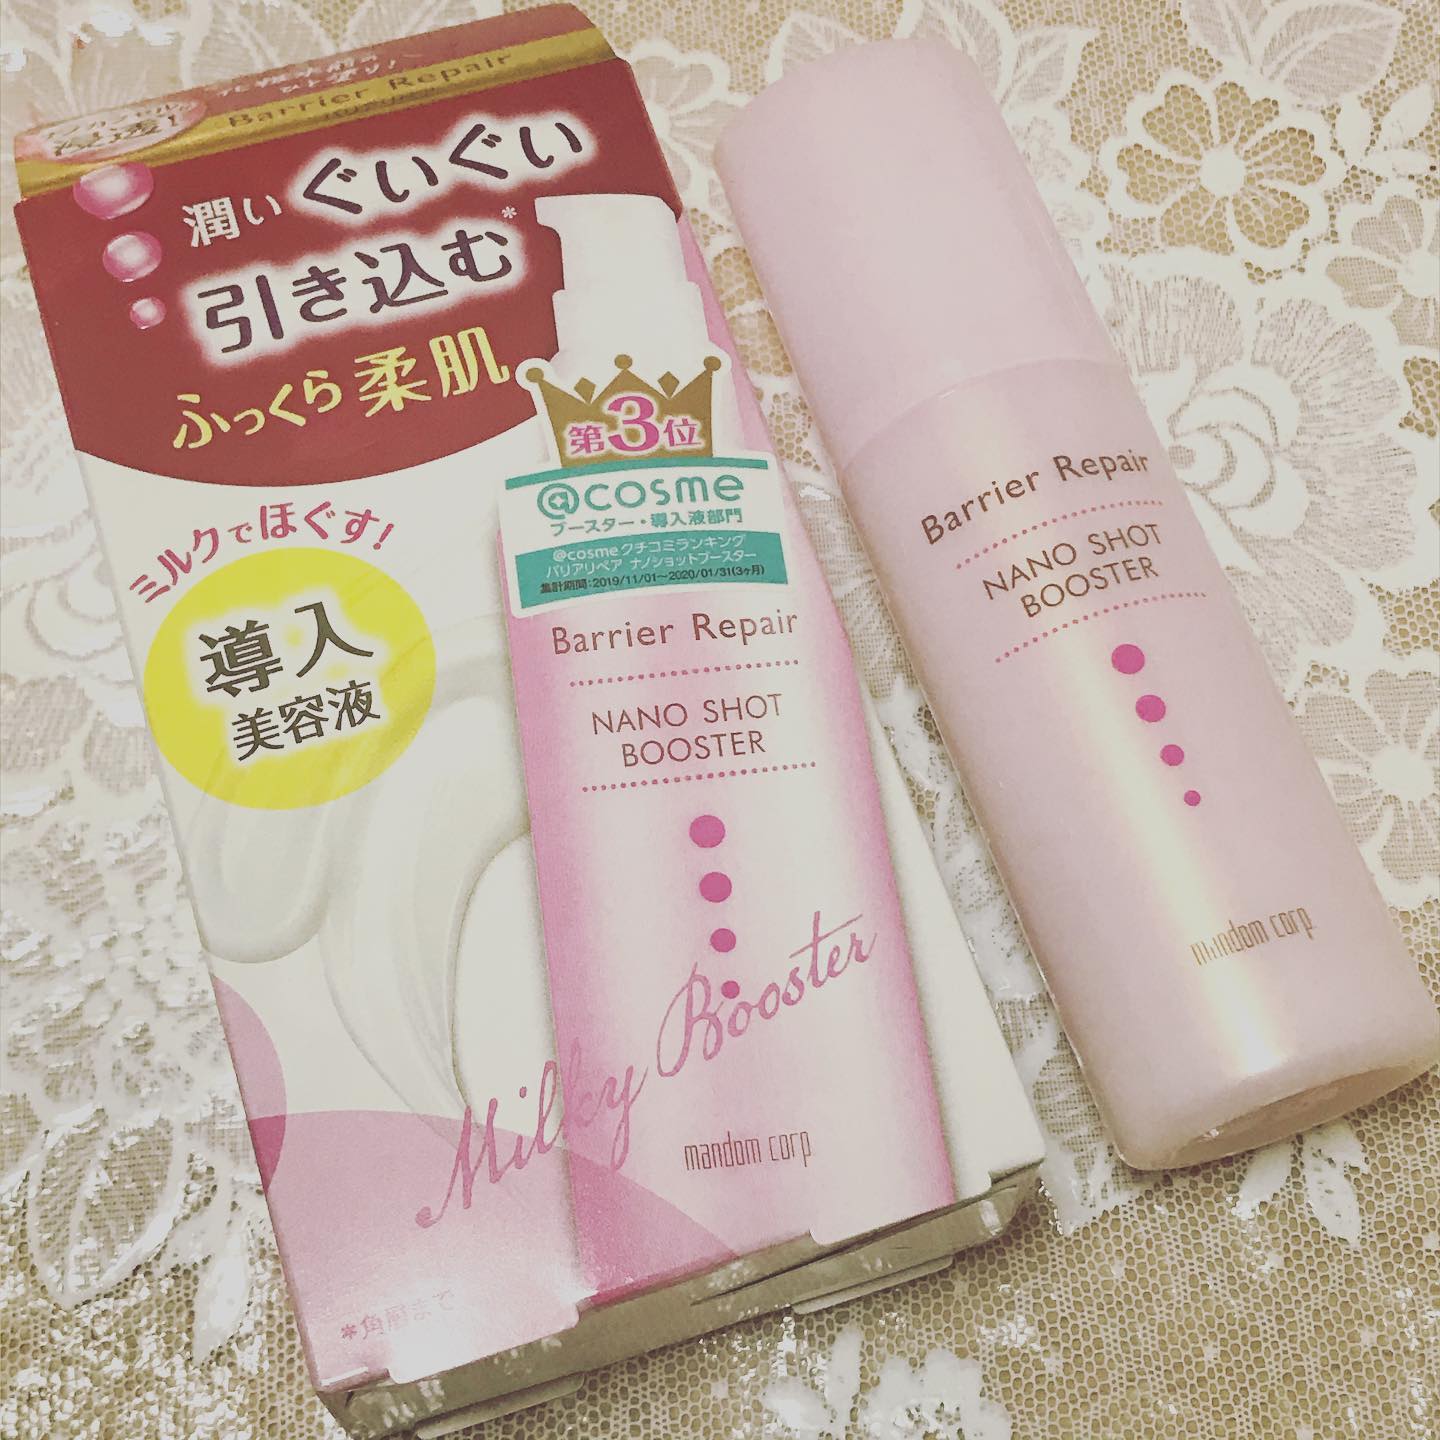 Barrier Repair
潤い ぐいぐい
引き込む*
ふっくら柔肌
ミルクでほぐす!
導入
美容液
第3位
@cosme
ブースター・導入液部門
@cosmeクチコミランキング
バリアリペア ナノショットブースター
集計期間:2019/11/01～2020/01/31(3ヶ月)
Barrier Repair
NANO SHOT
BOOSTER
Milky Booster
mandom corp
*角層まで
Barrier Repair
NANO SHOT
BOOSTER
mandom corp